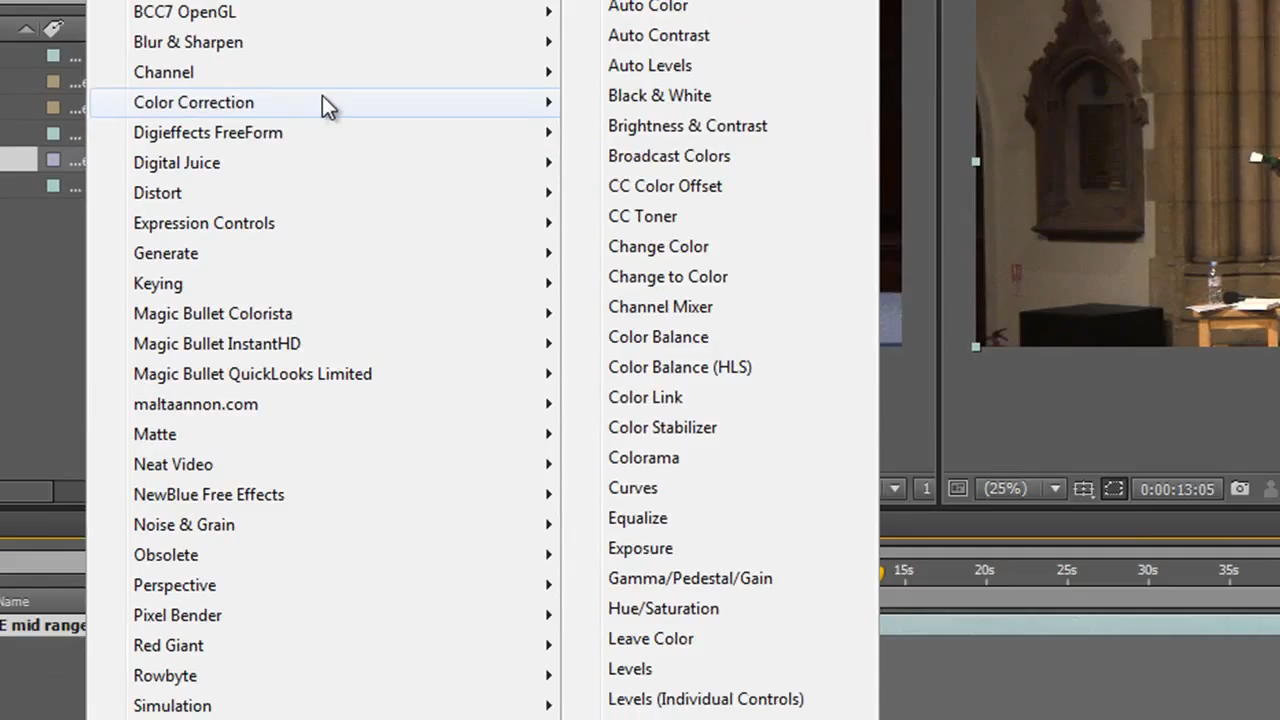 BCC7 OpenGL
Blur & Sharpen
Channel
Color Correction
Digieffects FreeForm
Digital Juice
Distort
Expression Controls
Generate
Keying
Magic Bullet Colorista
Magic Bullet InstantHD
Magic Bullet QuickLooks Limited
maltaannon.com
Matte
Neat Video
NewBlue Free Effects
Noise & Grain
Obsolete
Perspective
Pixel Bender
Red Giant
Rowbyte
Simulation
Auto Color
Auto Contrast
Auto Levels
Black & White
Brightness & Contrast
Broadcast Colors
CC Color Offset
CC Toner
Change Color
Change to Color
Channel Mixer
Color Balance
Color Balance (HLS)
Color Link
Color Stabilizer
Colorama
Curves
Equalize
Exposure
Gamma/Pedestal/Gain
Hue/Saturation
Leave Color
Levels
Levels (Individual Controls)
1
(25%)
0:00:13:05
15s 20s 25s 30s 35s
Name
E mid range